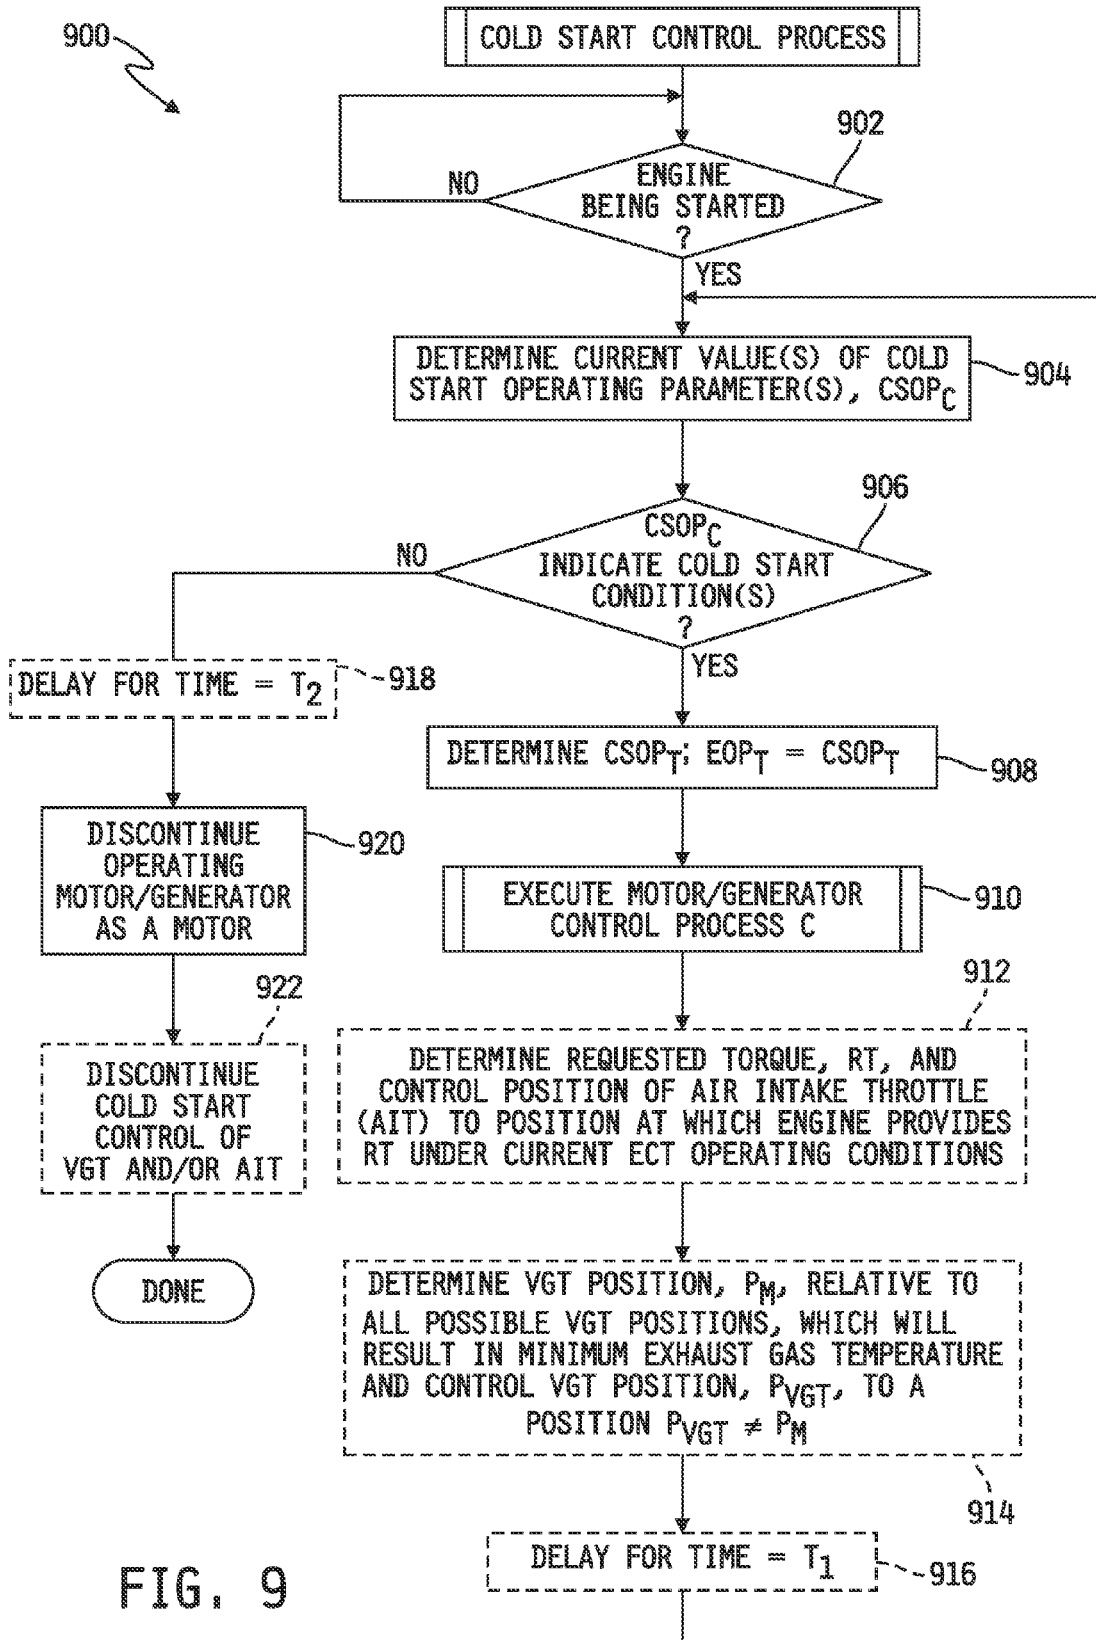 900
COLD START CONTROL PROCESS
902
ENGINE
BEING STARTED
?
NO
YES
DETERMINE CURRENT VALUE(S) OF COLD
START OPERATING PARAMETER(S), CSOPC
904
906
CSOPC
INDICATE COLD START
CONDITION(S)
?
NO
YES
DELAY FOR TIME = T2
918
DETERMINE CSOPT; EOPT = CSOPT
908
DISCONTINUE
OPERATING
MOTOR/GENERATOR
AS A MOTOR
920
EXECUTE MOTOR/GENERATOR
CONTROL PROCESS C
910
922
DISCONTINUE
COLD START
CONTROL OF
VGT AND/OR AIT
912
DETERMINE REQUESTED TORQUE, RT, AND
CONTROL POSITION OF AIR INTAKE THROTTLE
(AIT) TO POSITION AT WHICH ENGINE PROVIDES
RT UNDER CURRENT ECT OPERATING CONDITIONS
DONE
DETERMINE VGT POSITION, PM, RELATIVE TO
ALL POSSIBLE VGT POSITIONS, WHICH WILL
RESULT IN MINIMUM EXHAUST GAS TEMPERATURE
AND CONTROL VGT POSITION, PVGT, TO A
POSITION PVGT ≠ PM
914
DELAY FOR TIME = T1
916
FIG. 9